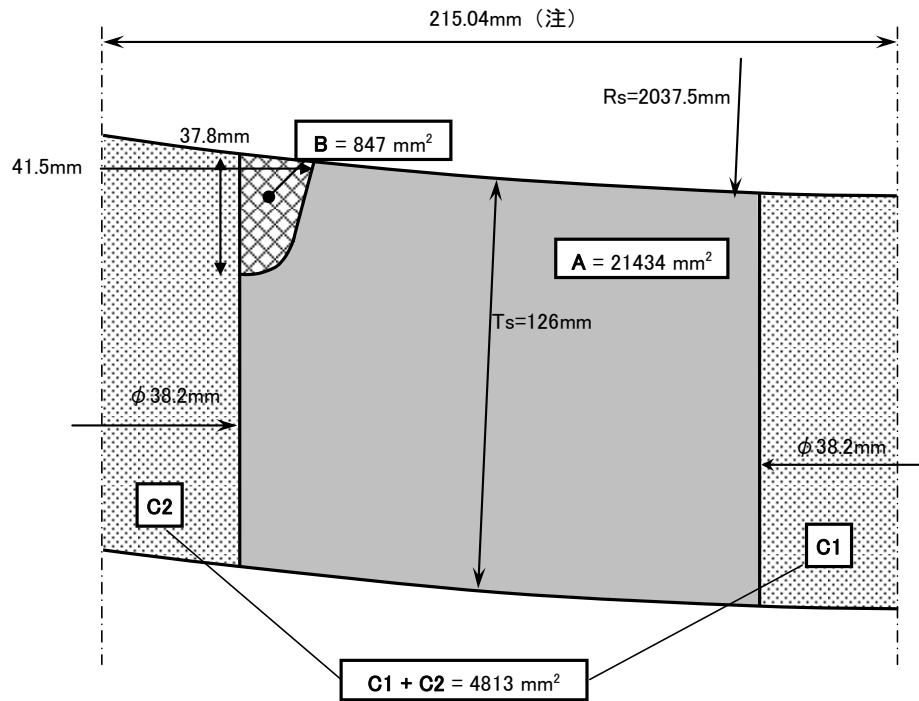 215.04mm（注）
Rs=2037.5mm
37.8mm
B = 847 mm²
41.5mm
A = 21434 mm²
Ts=126mm
φ38.2mm
φ38.2mm
C2
C1
C1 + C2 = 4813 mm²